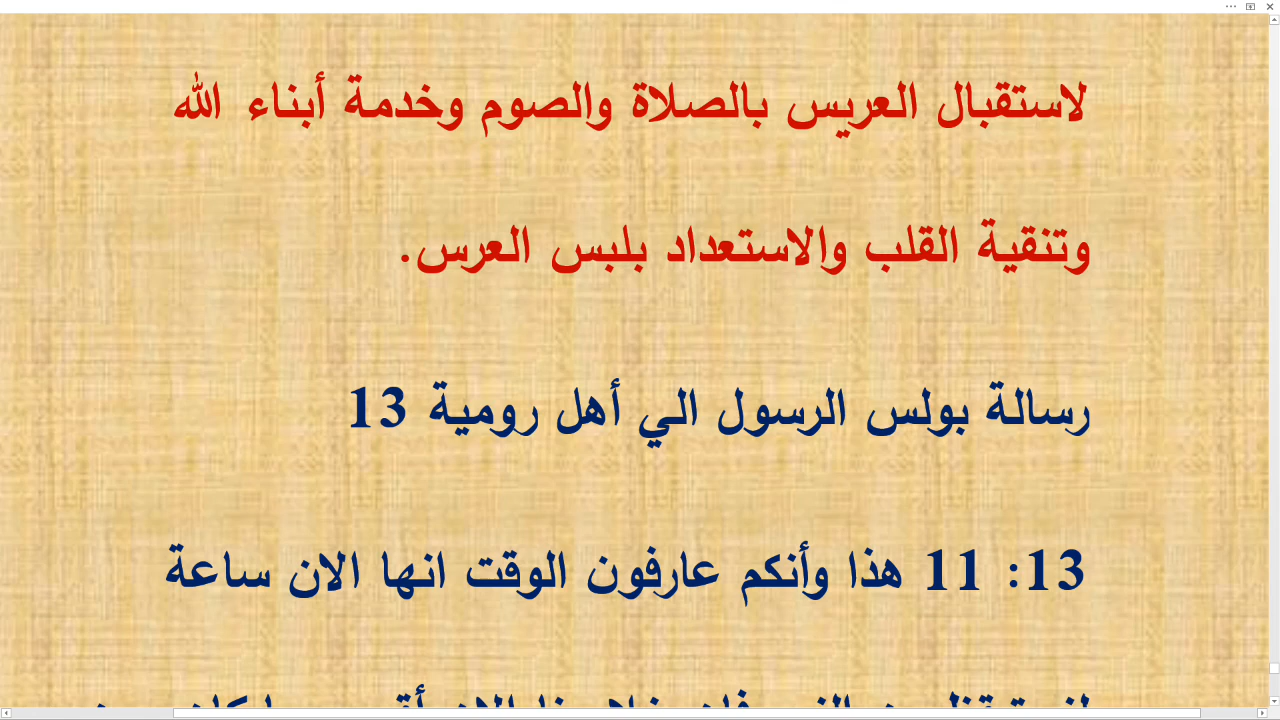 لاستقبال العريس بالصلاة والصوم وخدمة أبناء الله
وتنقية القلب والاستعداد بلبس العرس.
رسالة بولس الرسول الي أهل رومية 13
13: 11 هذا وأنكم عارفون الوقت انها الان ساعة